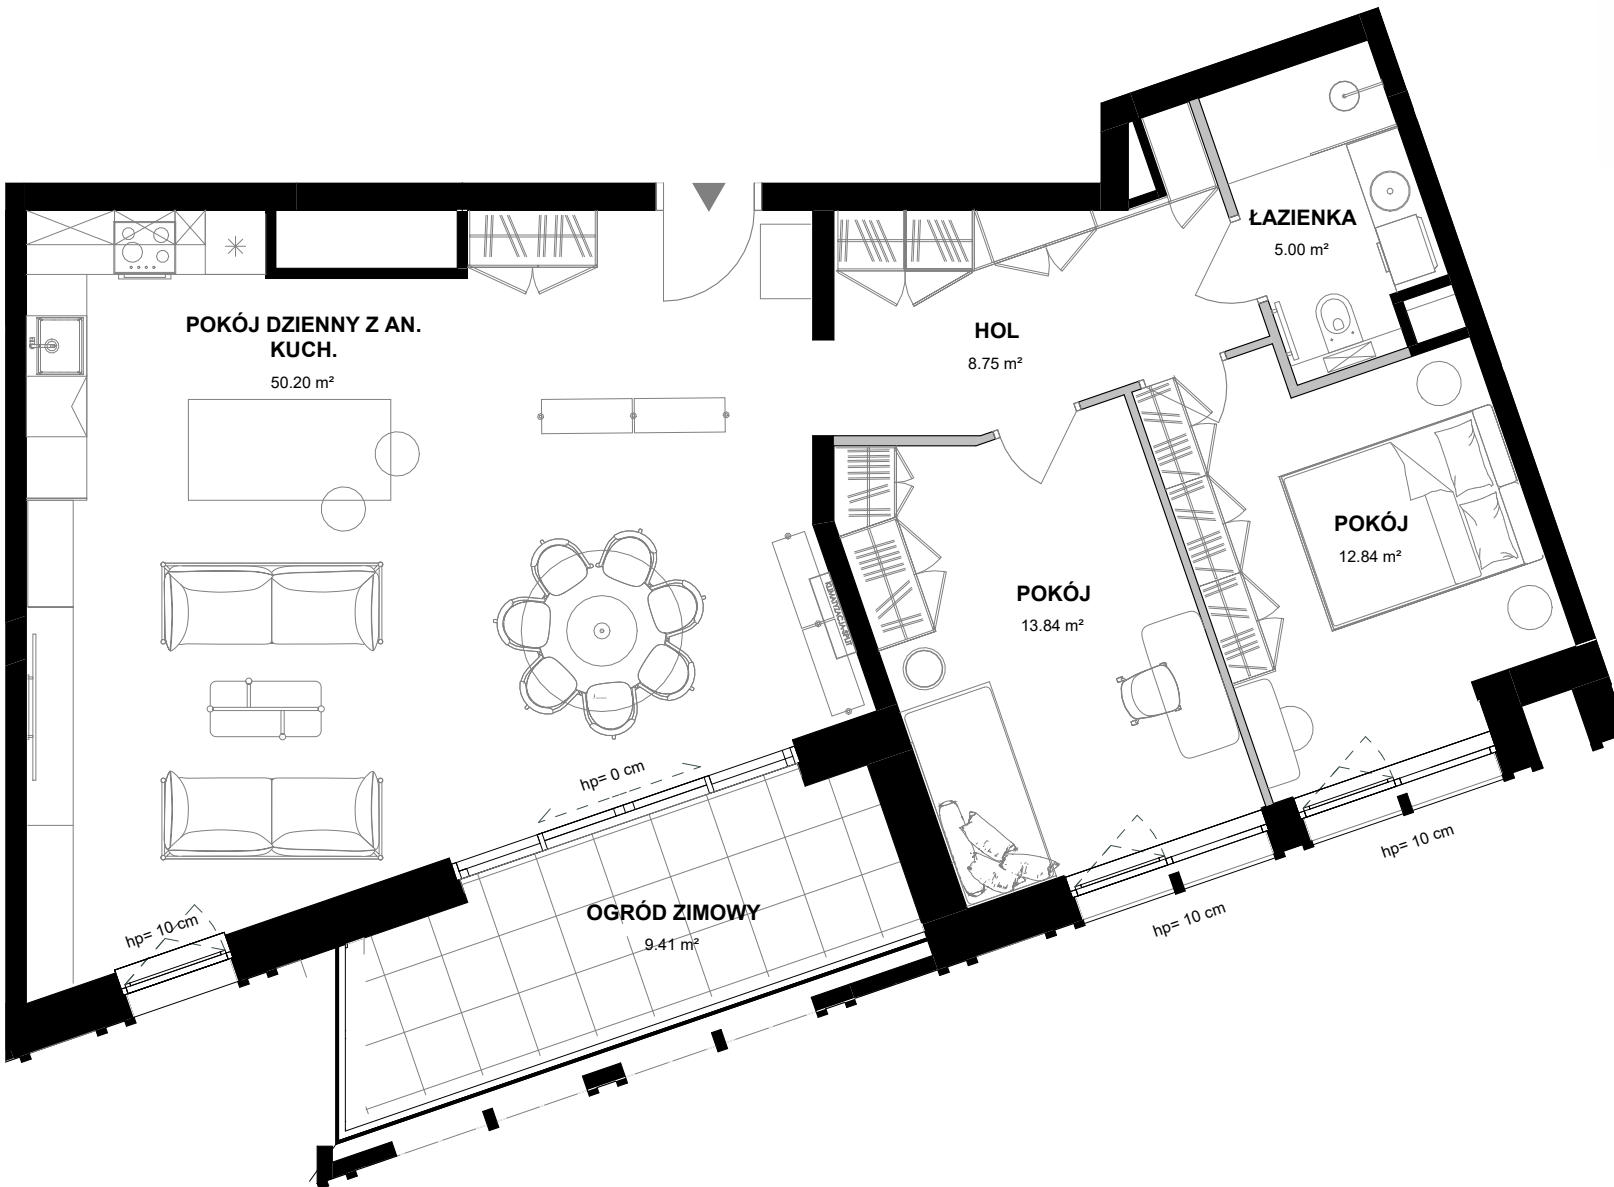 ŁAZIENKA
5.00 m²
POKÓJ DZIENNY Z AN.
KUCH.
50.20 m²
HOL
8.75 m²
POKÓJ
12.84 m²
POKÓJ
13.84 m²
KLIMATYZACJA SPLIT
hp= 0 cm
hp= 10 cm
OGRÓD ZIMOWY
9.41 m²
hp= 10 cm
hp= 10 cm